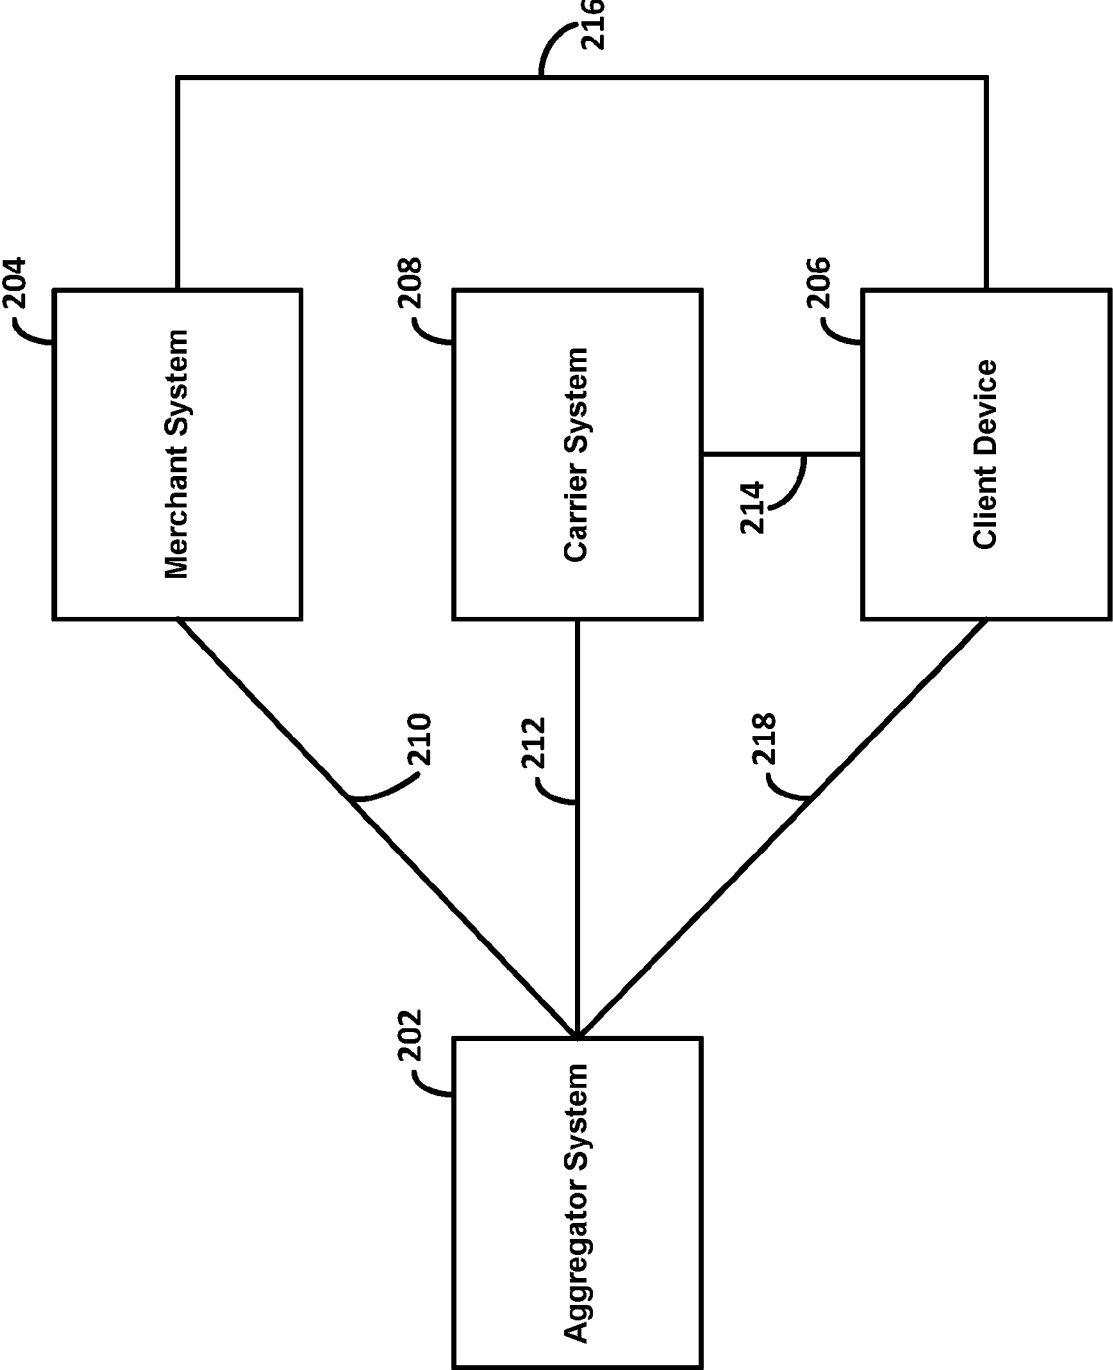 204
Merchant System
216
210
202
Aggregator System
212
208
Carrier System
214
218
206
Client Device